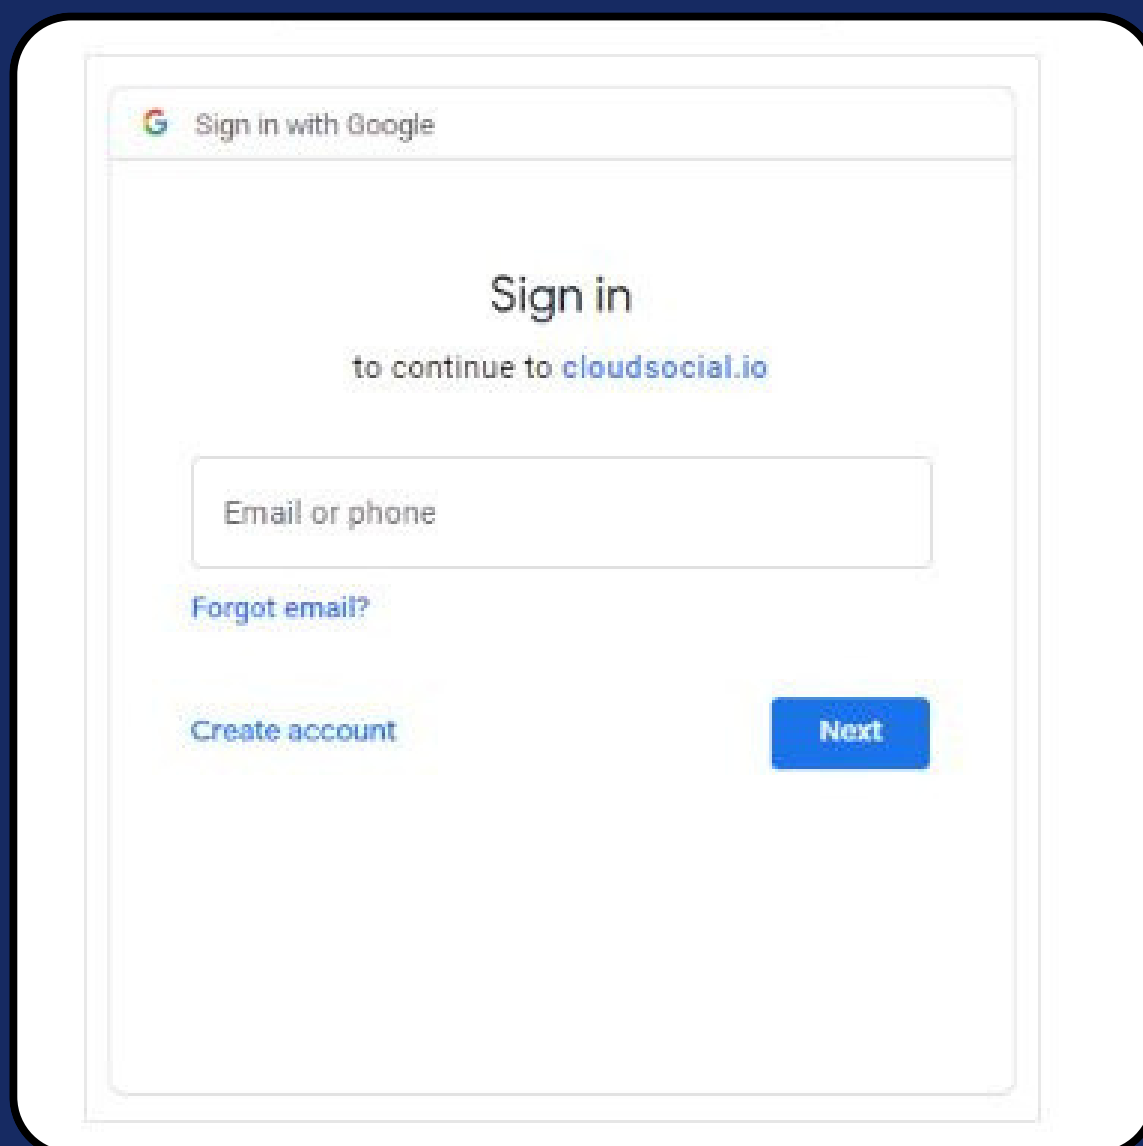 Sign in with Google
Sign in
to continue to cloudsocial.io
Email or phone
Forgot email?
Create account
Next